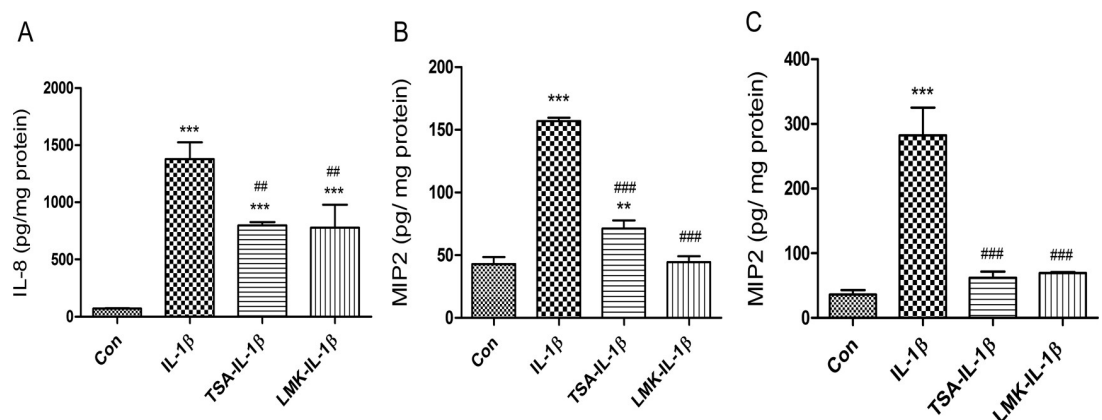 A
IL-8 (pg/mg protein)
2000
1500
1000
500
0
***
##
***
##
***
Con
IL-1β
TSA-IL-1β
LMK-IL-1β
B
MIP2 (pg/ mg protein)
200
150
100
50
0
***
###
**
###
Con
IL-1β
TSA-IL-1β
LMK-IL-1β
C
MIP2 (pg/ mg protein)
400
300
200
100
0
***
###
###
Con
IL-1β
TSA-IL-1β
LMK-IL-1β